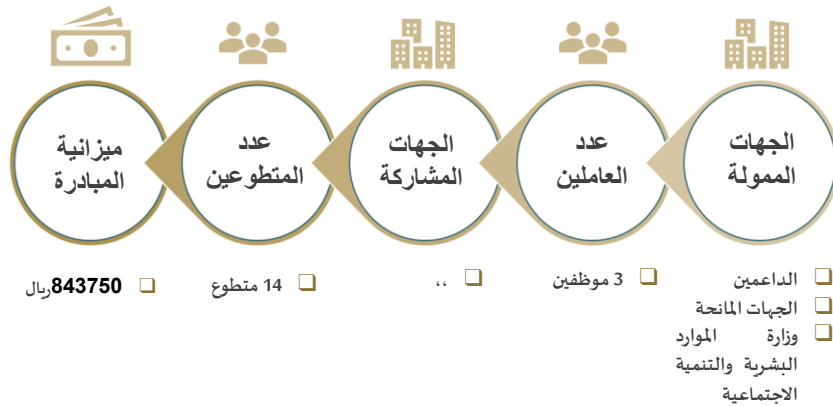 الجهات
الممولة
عدد
العاملين
الجهات
المشاركة
عدد
المتطوعين
ميزانية
المبادرة
❑ الداعمين
❑ الجهات المانحة
❑ وزارة الموارد
البشرية والتنمية
الاجتماعية
❑ 3 موظفين
❑ ،،
❑ 14 متطوع
❑ 843750ريال